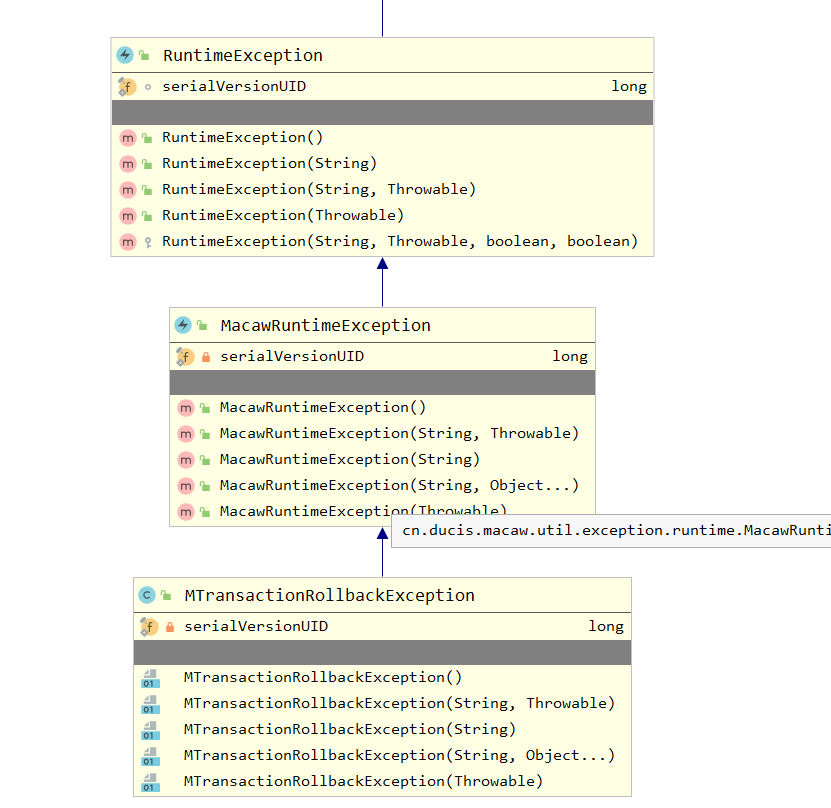 RuntimeException
serialVersionUID long
RuntimeException()
RuntimeException(String)
RuntimeException(String, Throwable)
RuntimeException(Throwable)
RuntimeException(String, Throwable, boolean, boolean)
MacawRuntimeException
serialVersionUID long
MacawRuntimeException()
MacawRuntimeException(String, Throwable)
MacawRuntimeException(String)
MacawRuntimeException(String, Object...)
MacawRuntimeException(Throwable)
cn.ducis.macaw.util.exception.runtime.MacawRunti
MTransactionRollbackException
serialVersionUID long
MTransactionRollbackException()
MTransactionRollbackException(String, Throwable)
MTransactionRollbackException(String)
MTransactionRollbackException(String, Object...)
MTransactionRollbackException(Throwable)